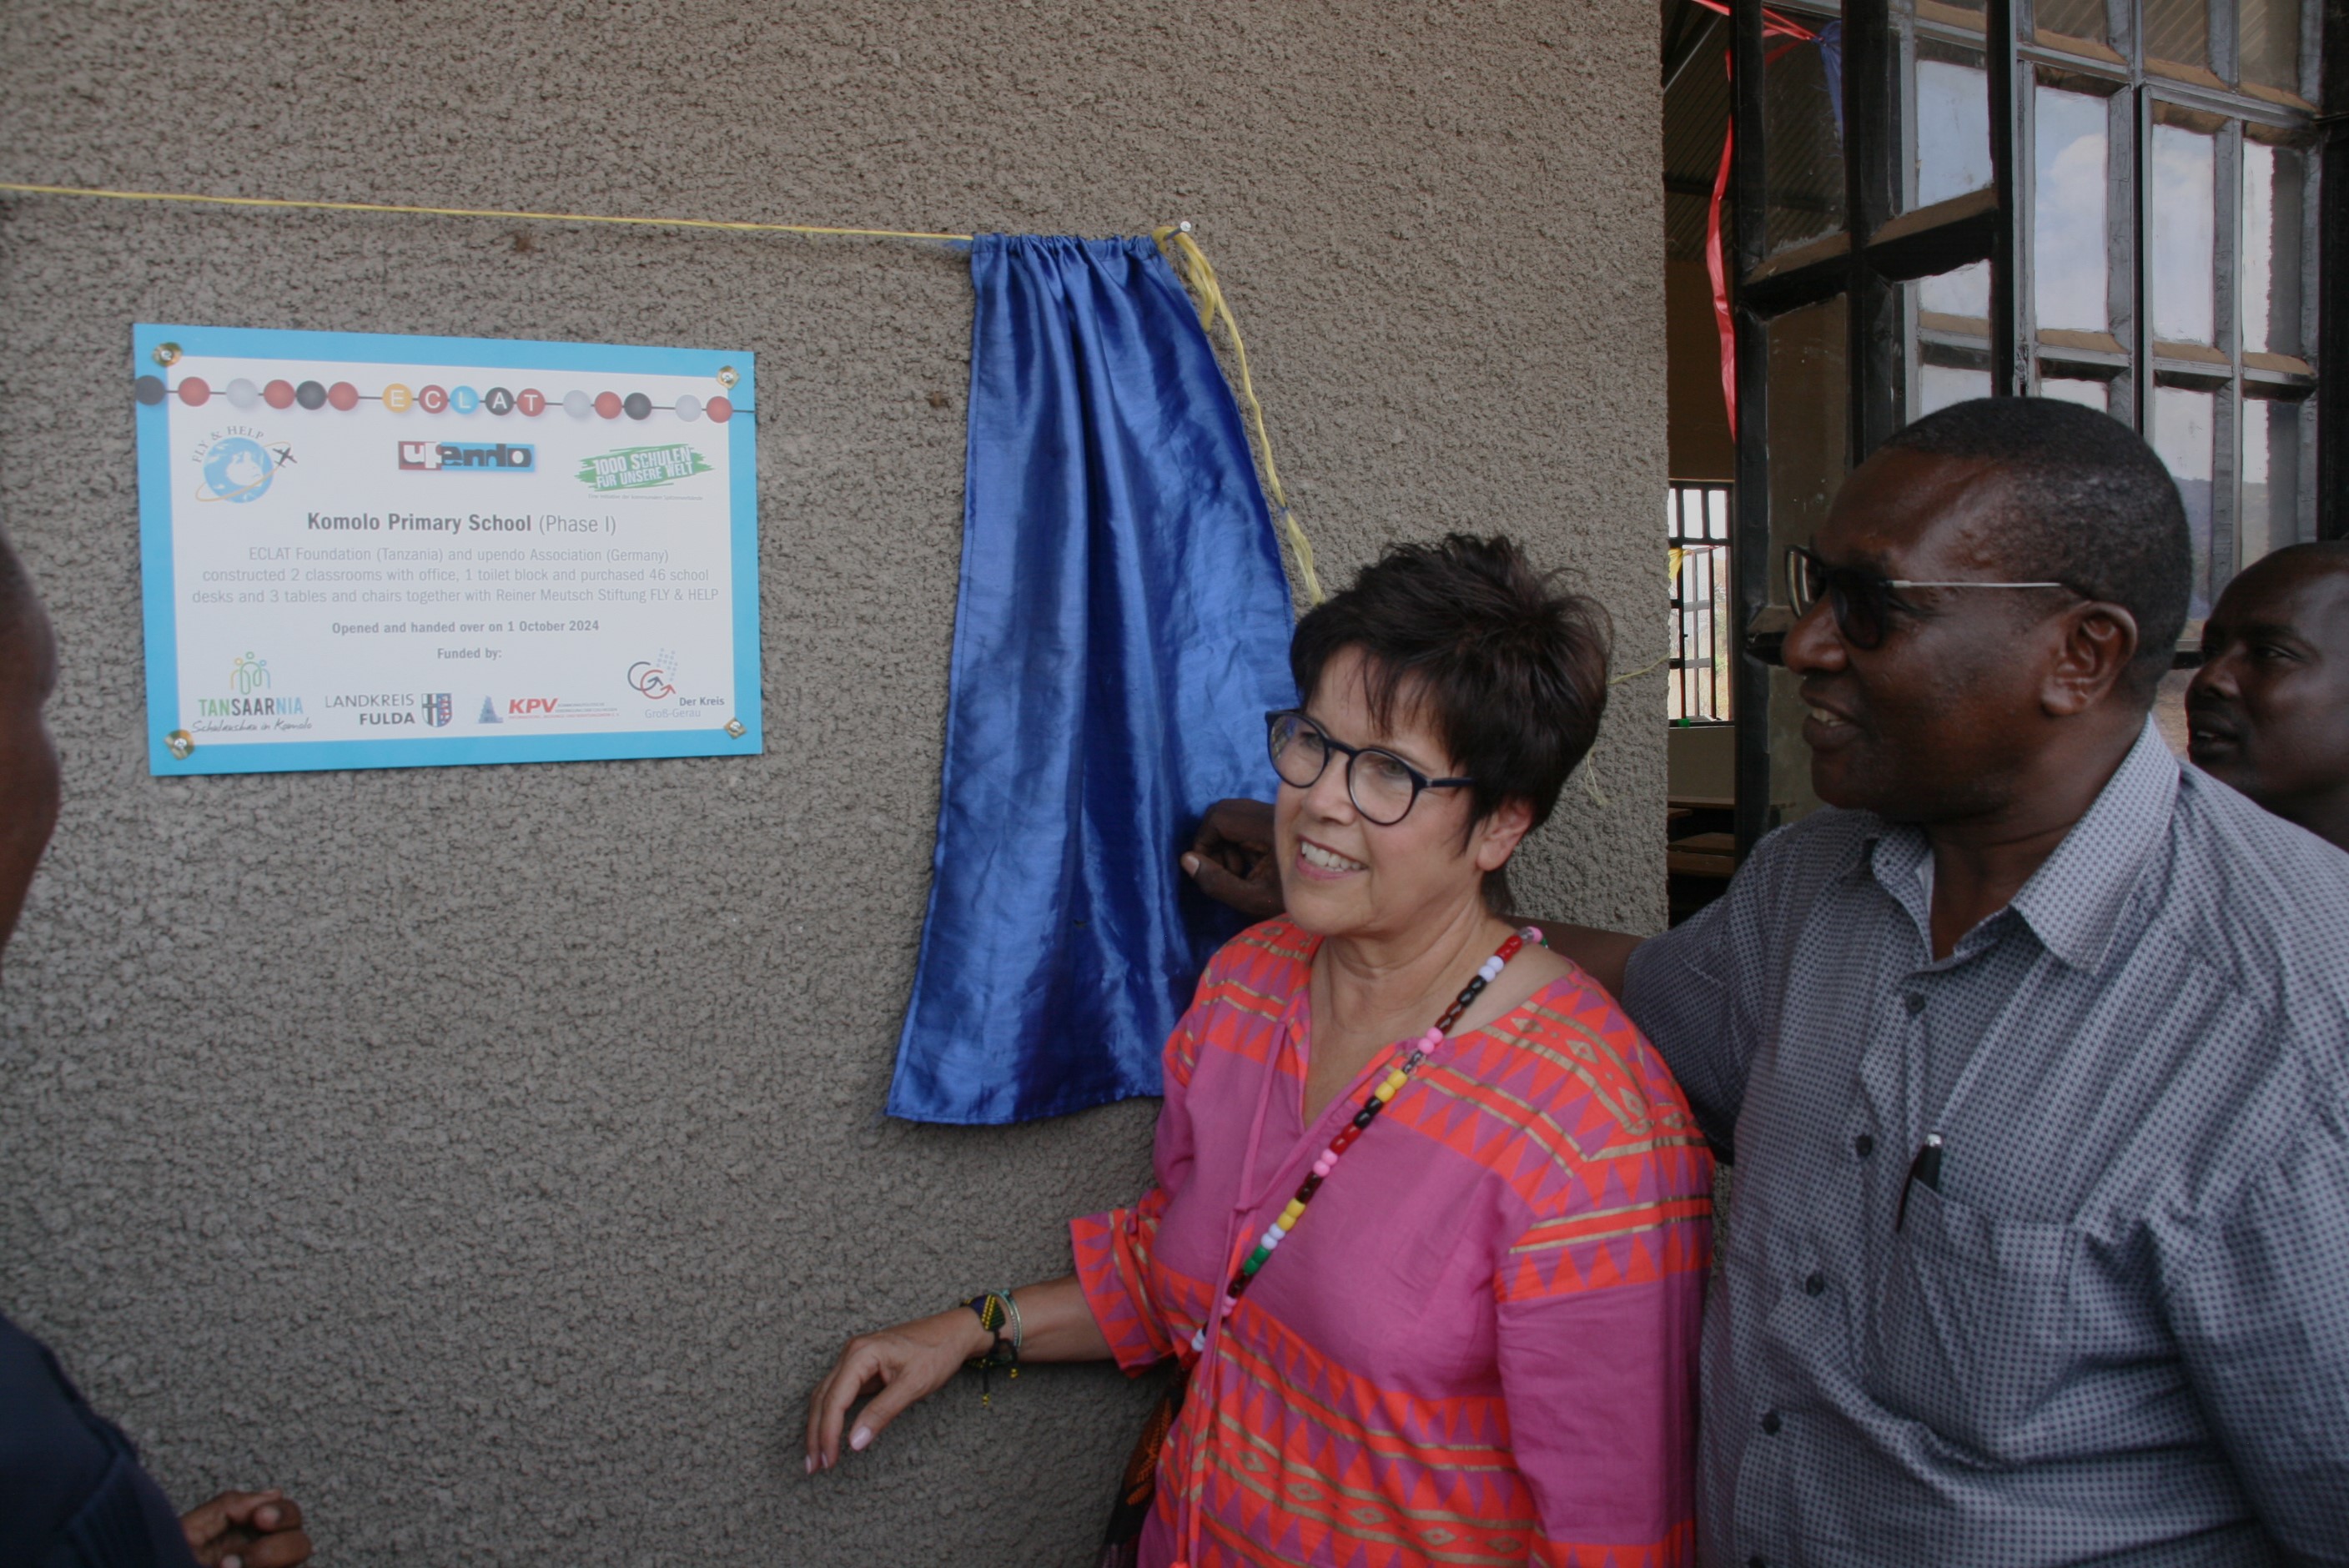 ECLAT
FLY & HELP
upendo
1000 SCHULEN
FÜR UNSERE WELT
Komolo Primary School (Phase I)
ECLAT Foundation (Tanzania) and upendo Association (Germany)
constructed 2 classrooms with office, 1 toilet block and purchased 46 school
desks and 3 tables and chairs together with Reiner Meutsch Stiftung FLY & HELP
Opened and handed over on 1 October 2024
Funded by:
TANSAARNIA
Schulausbau in Komolo
LANDKREIS
FULDA
KPV
Der Kreis
Groß-Gerau